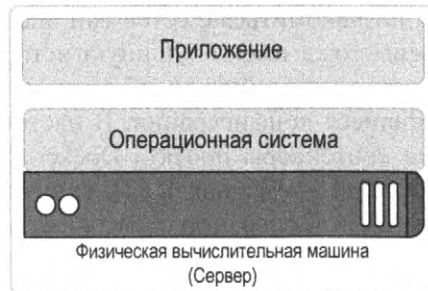 Приложение
Операционная система
Физическая вычислительная машина
(Сервер)